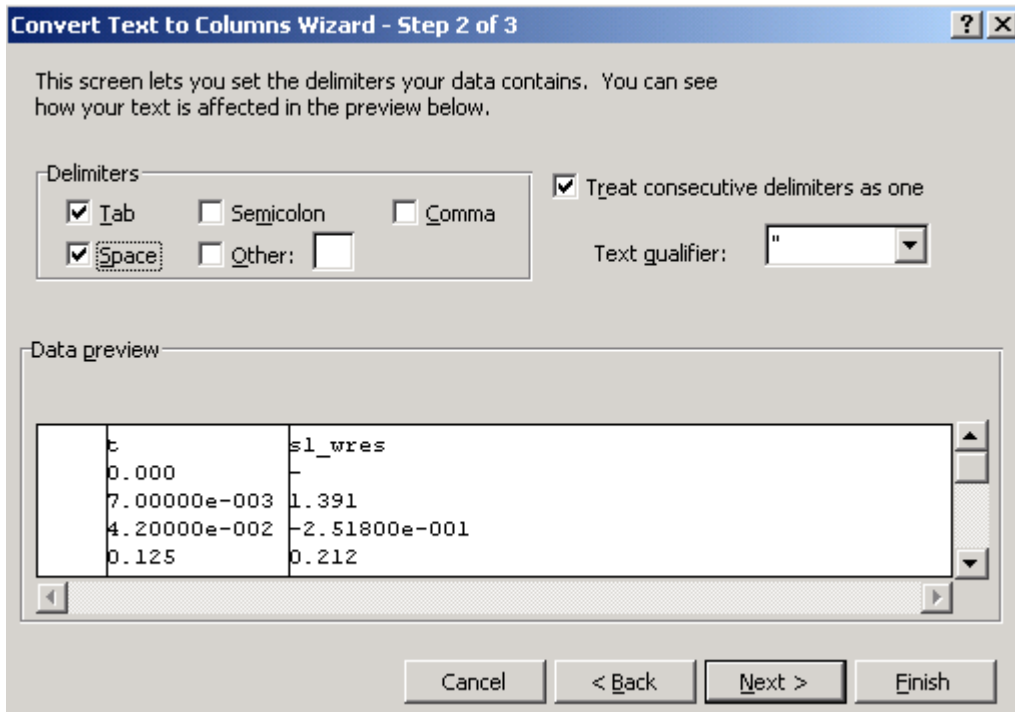 Convert Text to Columns Wizard - Step 2 of 3
This screen lets you set the delimiters your data contains. You can see
how your text is affected in the preview below.
Delimiters
Tab Semicolon Comma
Space Other:
Treat consecutive delimiters as one
Text qualifier: "
Data preview
t sl_wres
0.000 -
7.00000e-003 1.391
4.20000e-002 -2.51800e-001
0.125 0.212
Cancel < Back Next > Finish